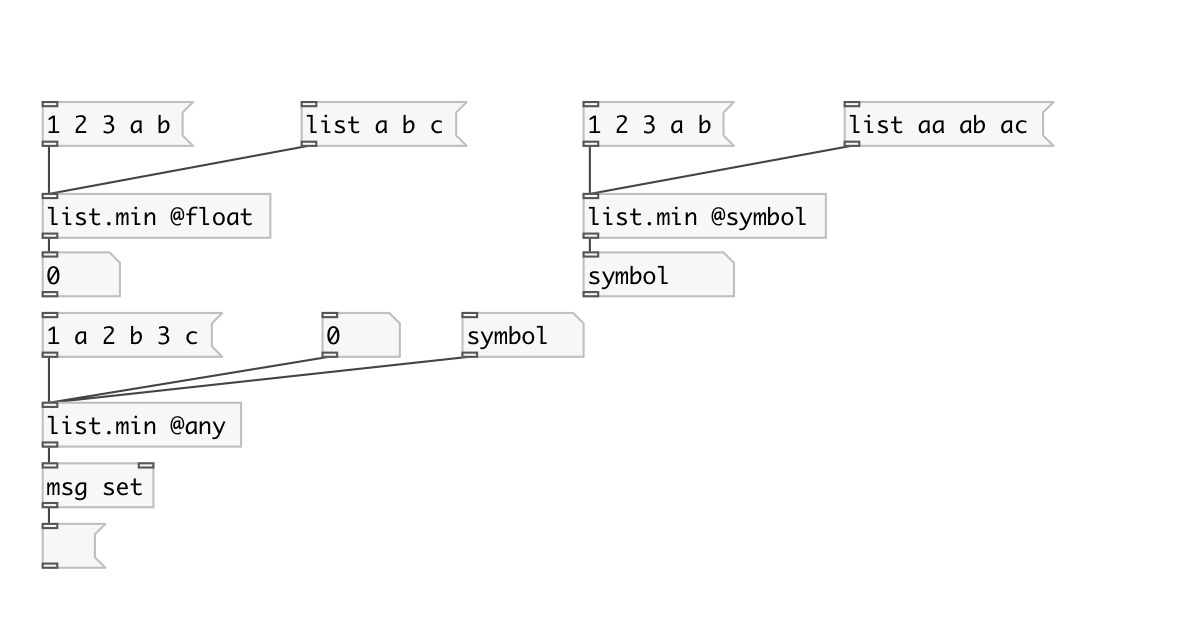 1 2 3 a b
list a b c
1 2 3 a b
list aa ab ac
list.min @float
list.min @symbol
0
symbol
1 a 2 b 3 c
0
symbol
list.min @any
msg set